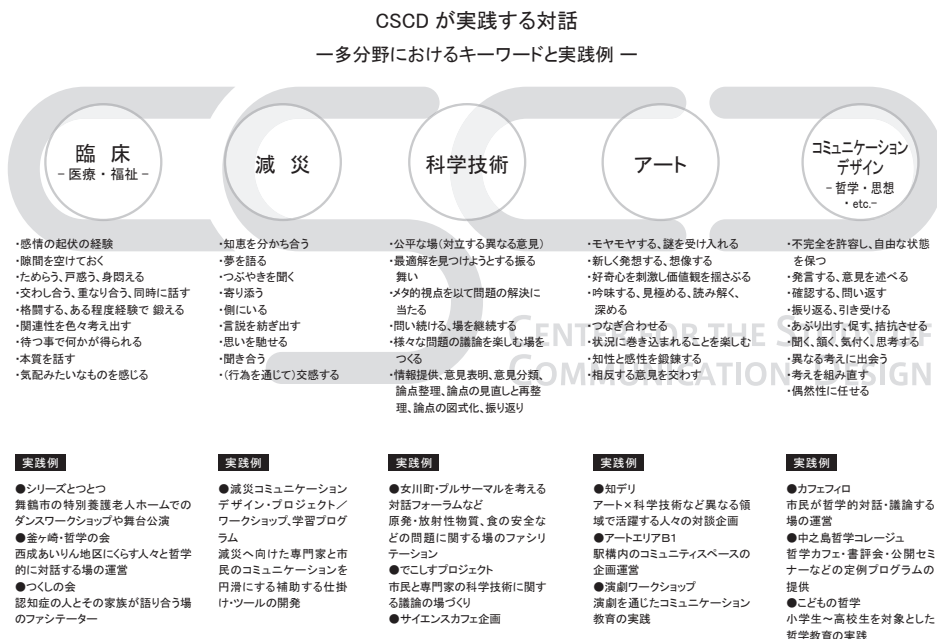 CSCD が実践する対話
ー多分野におけるキーワードと実践例 ー
臨 床
- 医療・福祉 -
減 災
科学技術
アート
コミュニケーション
デザイン
- 哲学・思想
・etc.-
CENTER FOR THE STUDY OF
COMMUNICATION DESIGN
・感情の起伏の経験
・隙間を空けておく
・ためらう、戸惑う、身悶える
・交わし合う、重なり合う、同時に話す
・格闘する、ある程度経験で 鍛える
・関連性を色々考え出す
・待つ事で何かが得られる
・本質を話す
・気配みたいなものを感じる
・知恵を分かち合う
・夢を語る
・つぶやきを聞く
・寄り添う
・側にいる
・言説を紡ぎ出す
・思いを馳せる
・聞き合う
・(行為を通じて)交感する
・公平な場(対立する異なる意見)
・最適解を見つけようとする振る
舞い
・メタ的視点を以て問題の解決に
当たる
・問い続ける、場を継続する
・様々な問題の議論を楽しむ場を
つくる
・情報提供、意見表明、意見分類、
論点整理、論点の見直しと再整
理、論点の図式化、振り返り
・モヤモヤする、謎を受け入れる
・新しく発想する、想像する
・好奇心を刺激し価値観を揺さぶる
・吟味する、見極める、読み解く、
深める
・つなぎ合わせる
・状況に巻き込まれることを楽しむ
・知性と感性を鍛錬する
・相反する意見を交わす
・不完全を許容し、自由な状態
を保つ
・発言する、意見を述べる
・確認する、問い返す
・振り返る、引き受ける
・あぶり出す、促す、拮抗させる
・聞く、頷く、気付く、思考する
・異なる考えに出会う
・考えを組み直す
・偶然性に任せる
実践例
●シリーズとつとつ
舞鶴市の特別養護老人ホームでの
ダンスワークショップや舞台公演
●釜ヶ崎・哲学の会
西成あいりん地区にくらす人々と哲学
的に対話する場の運営
●つくしの会
認知症の人とその家族が語り合う場
のファシテーター
実践例
●減災コミュニケーション
デザイン・プロジェクト／
ワークショップ、学習プログ
ラム
減災へ向けた専門家と市
民のコミュニケーションを
円滑にする補助する仕掛
け・ツールの開発
実践例
●女川町・プルサーマルを考える
対話フォーラムなど
原発・放射性物質、食の安全な
どの問題に関する場のファシリ
テーション
●でこしすプロジェクト
市民と専門家の科学技術に関す
る議論の場づくり
●サイエンスカフェ企画
実践例
●知デリ
アート×科学技術など異なる領
域で活躍する人々の対談企画
●アートエリアB1
駅構内のコミュニティスペースの
企画運営
●演劇ワークショップ
演劇を通じたコミュニケーション
教育の実践
実践例
●カフェフィロ
市民が哲学的対話・議論する
場の運営
●中之島哲学コレージュ
哲学カフェ・書評会・公開セミ
ナーなどの定例プログラムの
提供
●こどもの哲学
小学生～高校生を対象とした
哲学教育の実践